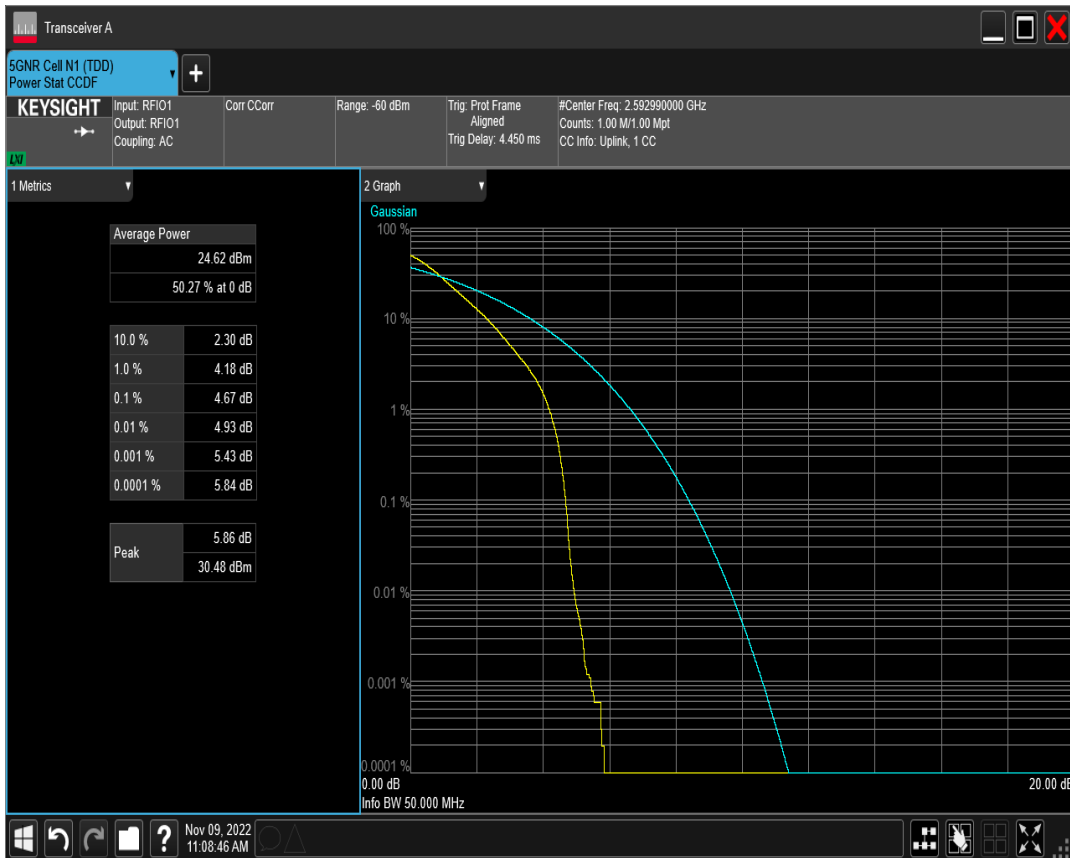 Transceiver A
5GNR Cell N1 (TDD)
Power Stat CCDF
+
KEYSIGHT
LXI
Input: RFIO1
Output: RFIO1
Coupling: AC
Corr CCorr
Range: -60 dBm
Trig: Prot Frame
Aligned
Trig Delay: 4.450 ms
#Center Freq: 2.592990000 GHz
Counts: 1.00 M/1.00 Mpt
CC Info: Uplink, 1 CC
1 Metrics
Average Power
24.62 dBm
50.27 % at 0 dB
10.0 % 2.30 dB
1.0 % 4.18 dB
0.1 % 4.67 dB
0.01 % 4.93 dB
0.001 % 5.43 dB
0.0001 % 5.84 dB
Peak 5.86 dB
30.48 dBm
2 Graph
Gaussian
100 %
10 %
1 %
0.1 %
0.01 %
0.001 %
0.0001 %
0.00 dB 20.00 dB
Info BW 50.000 MHz
?
Nov 09, 2022
11:08:46 AM